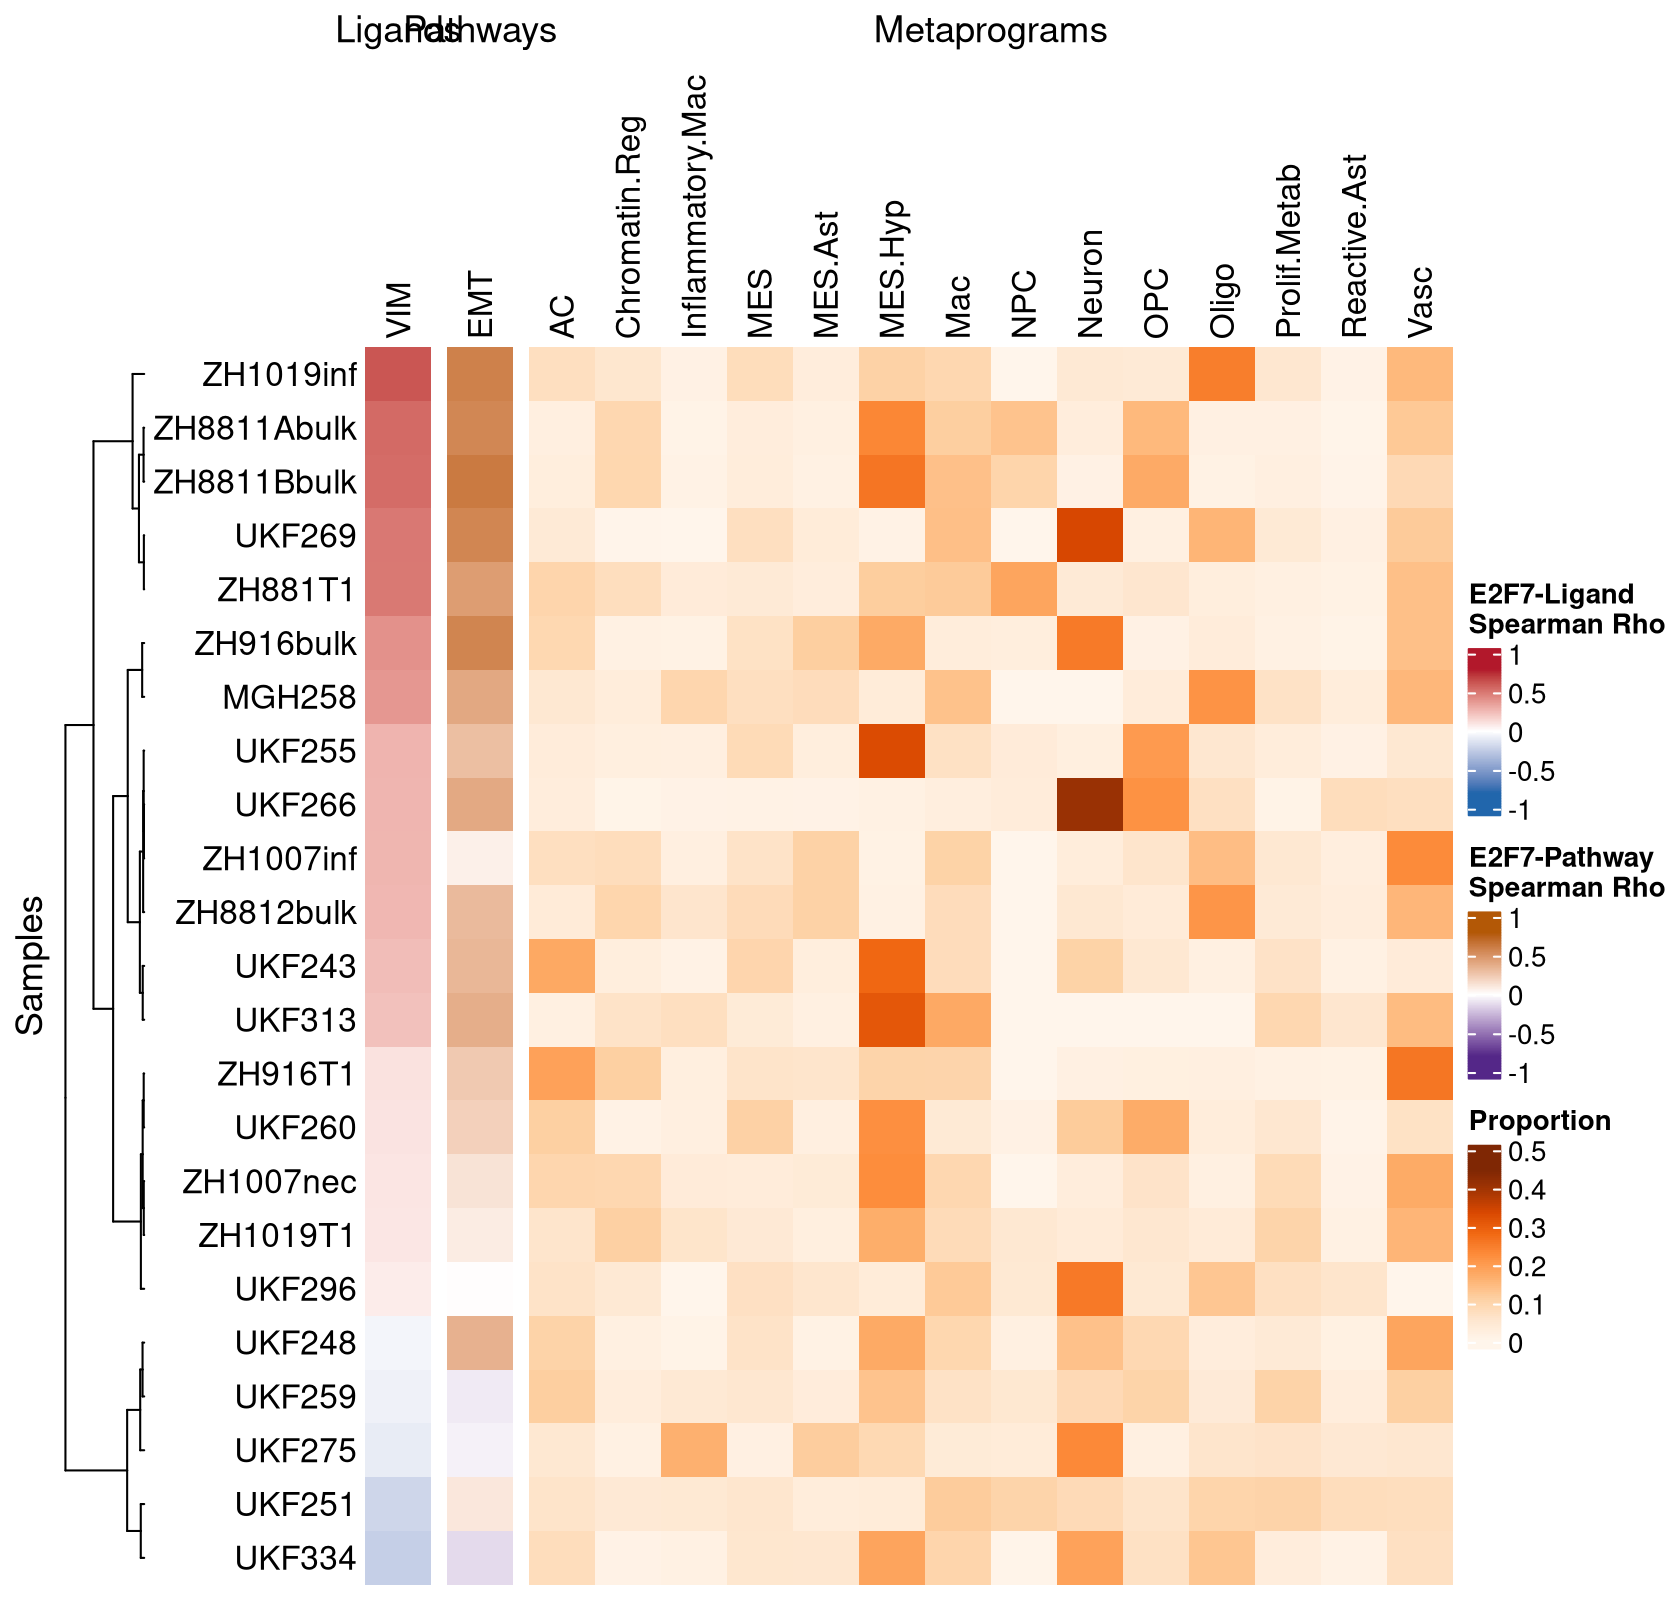 Ligands
Pathways
Metaprograms
VIM
EMT
AC
Chromatin.Reg
Inflammatory.Mac
MES
MES.Ast
MES.Hyp
Mac
NPC
Neuron
OPC
Oligo
Prolif.Metab
Reactive.Ast
Vasc
Samples
ZH1019inf
ZH8811Abulk
ZH8811Bbulk
UKF269
ZH881T1
ZH916bulk
MGH258
UKF255
UKF266
ZH1007inf
ZH8812bulk
UKF243
UKF313
ZH916T1
UKF260
ZH1007nec
ZH1019T1
UKF296
UKF248
UKF259
UKF275
UKF251
UKF334
E2F7-Ligand
Spearman Rho
1
0.5
0
-0.5
-1
E2F7-Pathway
Spearman Rho
1
0.5
0
-0.5
-1
Proportion
0.5
0.4
0.3
0.2
0.1
0